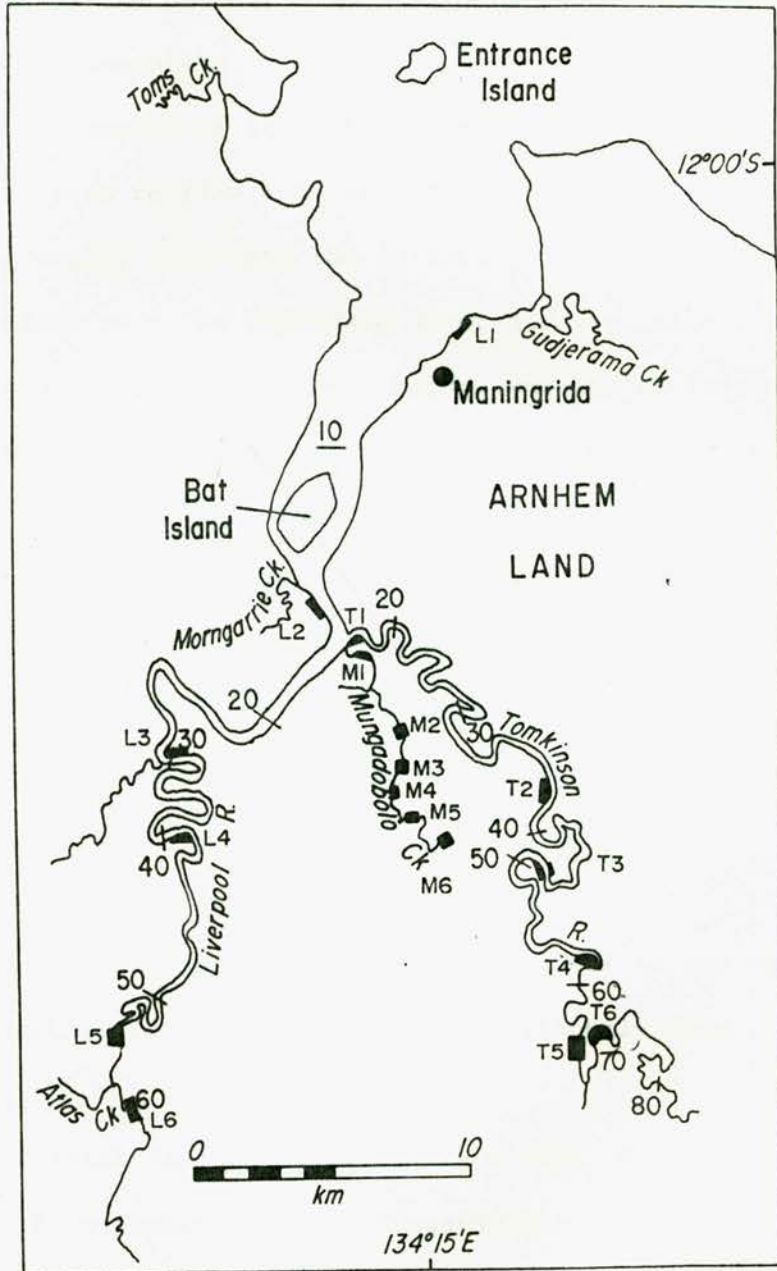 Toms Ck.
Entrance
Island
12°00'S
L1
Gudjerama Ck
Maningrida
10
Bat
Island
ARNHEM
LAND
Morngarrie Ck.
L2
T1
20
M1
20
L3
30
Mungadobolo
Ck
M2
30
Tomkinson
R.
M3
M4
T2
M5
40
R.
L4
40
50
T3
M6
Liverpool
T4
60
50
T6
L5
T5
70
80
Atlas
Ck
60
L6
0
10
km
134°15'E